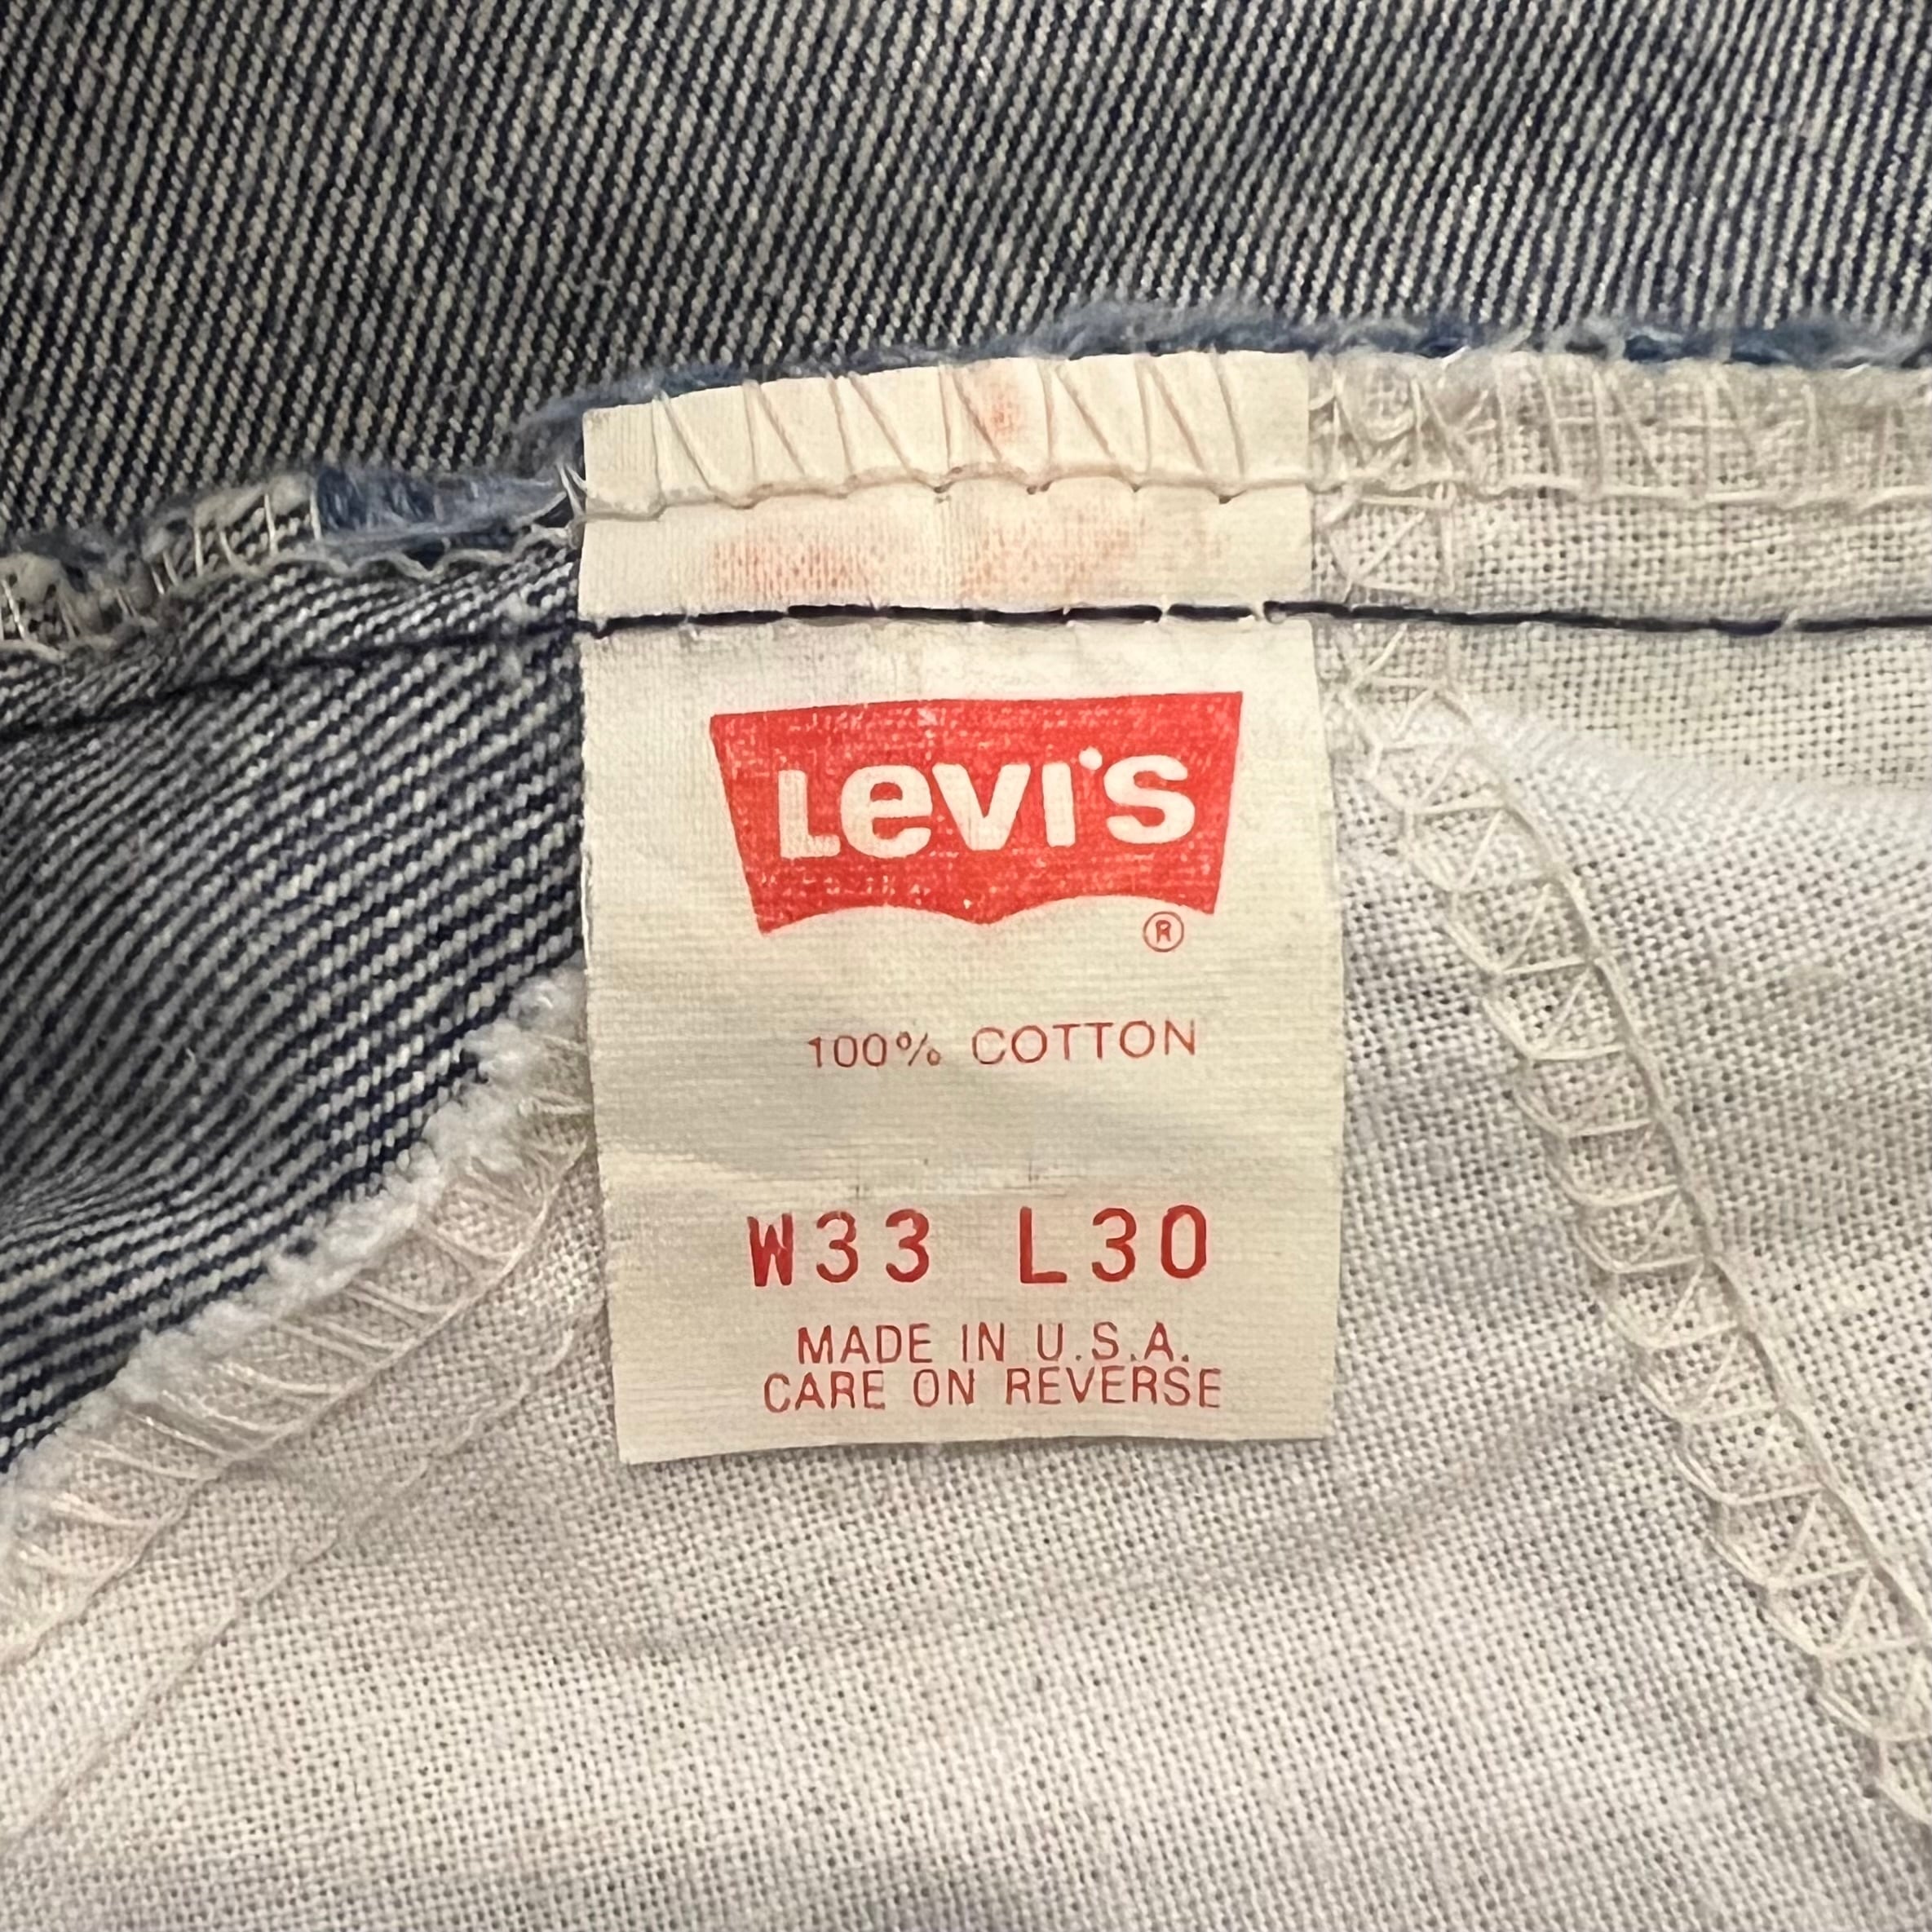 Levi's
®
100% COTTON
W33 L30
MADE IN U.S.A.
CARE ON REVERSE